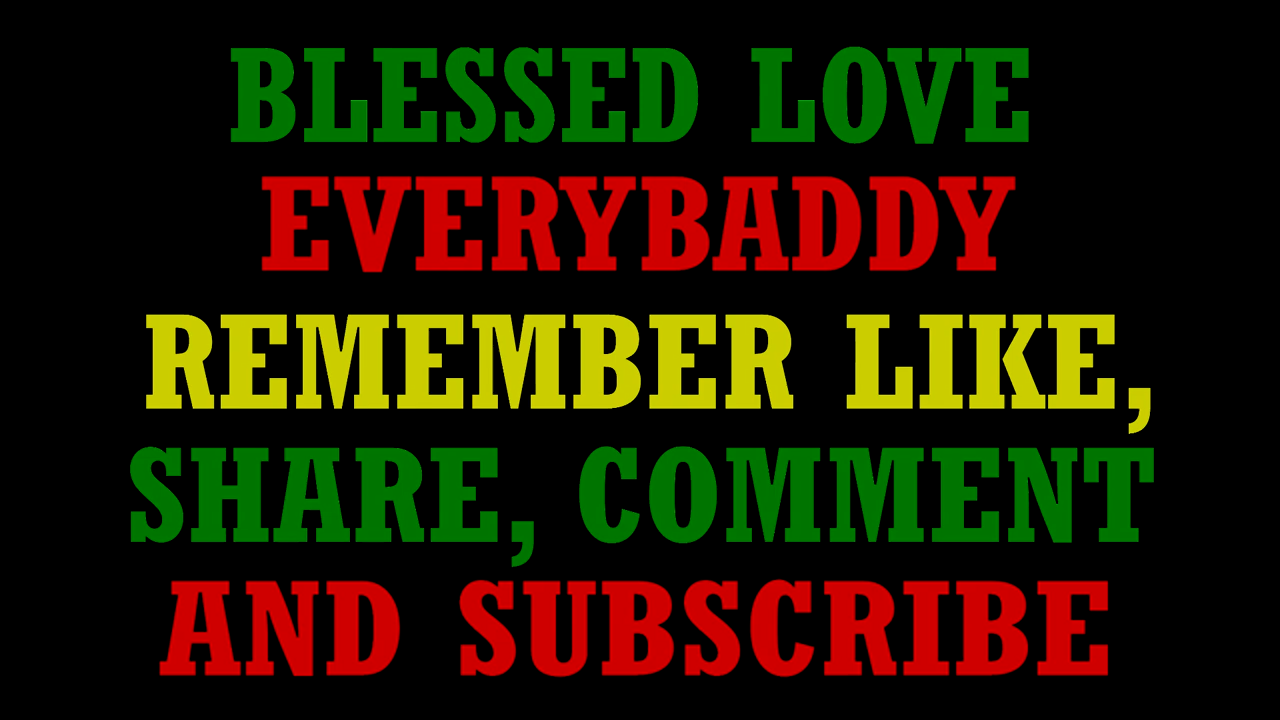 BLESSED LOVE
EVERYBADDY
REMEMBER LIKE,
SHARE, COMMENT
AND SUBSCRIBE